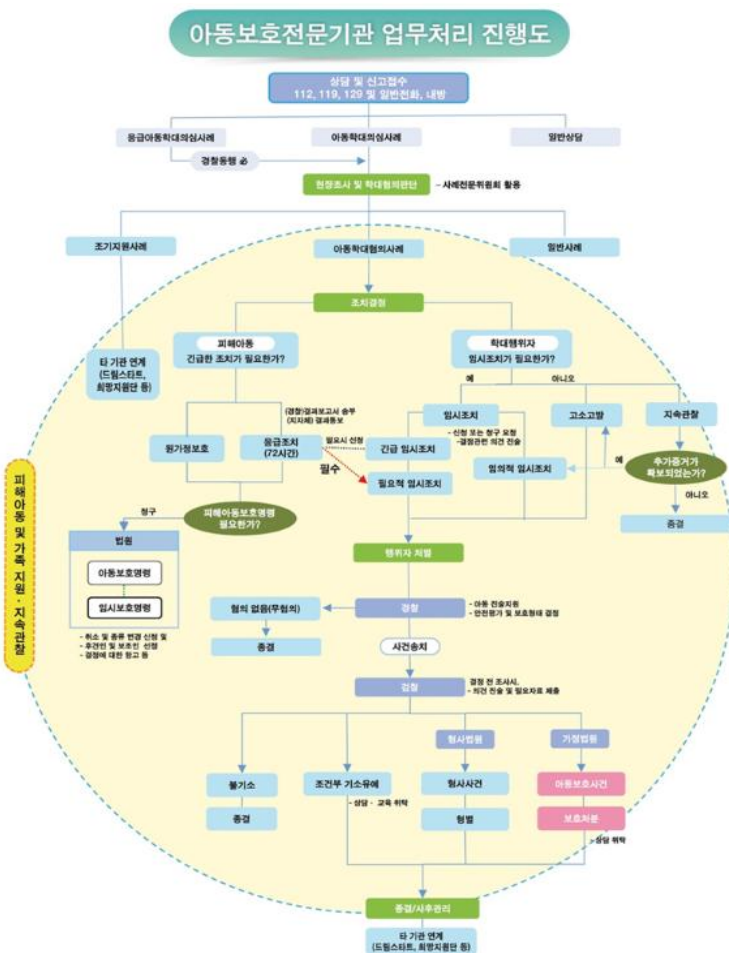 아동보호전문기관 업무처리 진행도
상담 및 신고접수
112, 119, 129 및 일반전화, 내방
응급아동학대의심사례
아동학대의심사례
일반상담
경찰동행 必
현장조사 및 학대혐의판단
- 사례전문위원회 활용
조기지원사례
아동학대혐의사례
일반사례
조치결정
피해아동
긴급한 조치가 필요한가?
학대행위자
임시조치가 필요한가?
타 기관 연계
(드림스타트,
희망지원단 등)
예
아니오
(경찰)결과보고서 송부
(지자체) 결과통보
임시조치
고소고발
지속관찰
- 신청 또는 청구 요청
-결정관련 의견 진술
원가정보호
응급조치
(72시간)
필요시 선정
긴급 임시조치
임의적 임시조치
예
추가증거가
확보되었는가?
필수
필요적 임시조치
아니오
종결
피해아동 및 가족 지원 · 지속관찰
청구
피해아동보호명령
필요한가?
법원
아동보호명령
임시보호명령
- 취소 및 종류 변경 신청 및
- 후견인 및 보조인 선정
- 결정에 대한 항고 등
행위자 처벌
혐의 없음(무혐의)
경찰
- 아동 진술지원
- 안전평가 및 보호형태 결정
종결
사건송치
검찰
결정 전 조사시,
- 의견 진술 및 필요자료 제출
형사법원
가정법원
불기소
조건부 기소유예
형사사건
아동보호사건
- 상담 · 교육 위탁
종결
형벌
보호처분
- 상담 위탁
종결/사후관리
타 기관 연계
(드림스타트, 희망지원단 등)